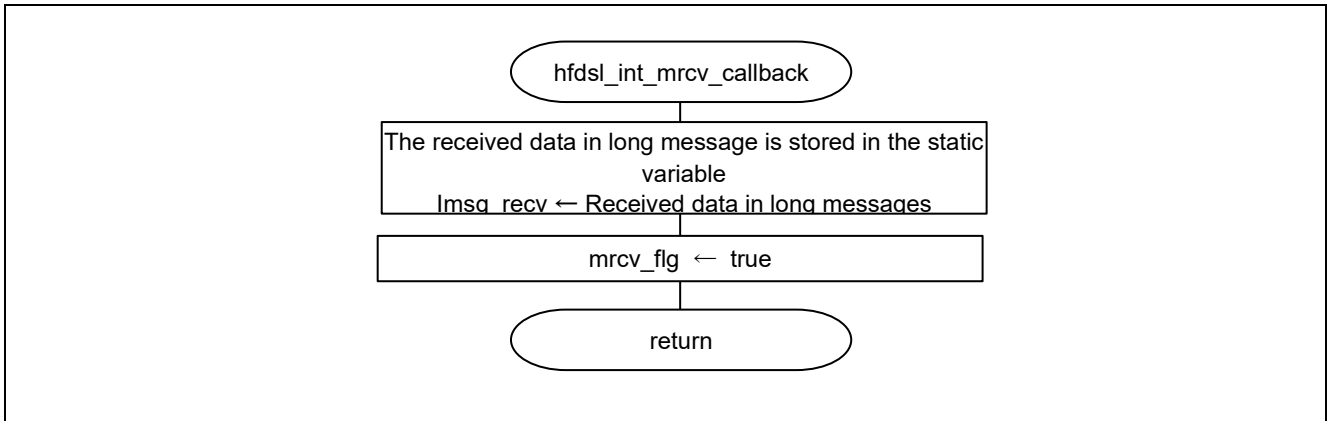 hfdsl_int_mrcv_callback
The received data in long message is stored in the static
variable
lmsg_recv ← Received data in long messages
mrcv_flg ← true
return